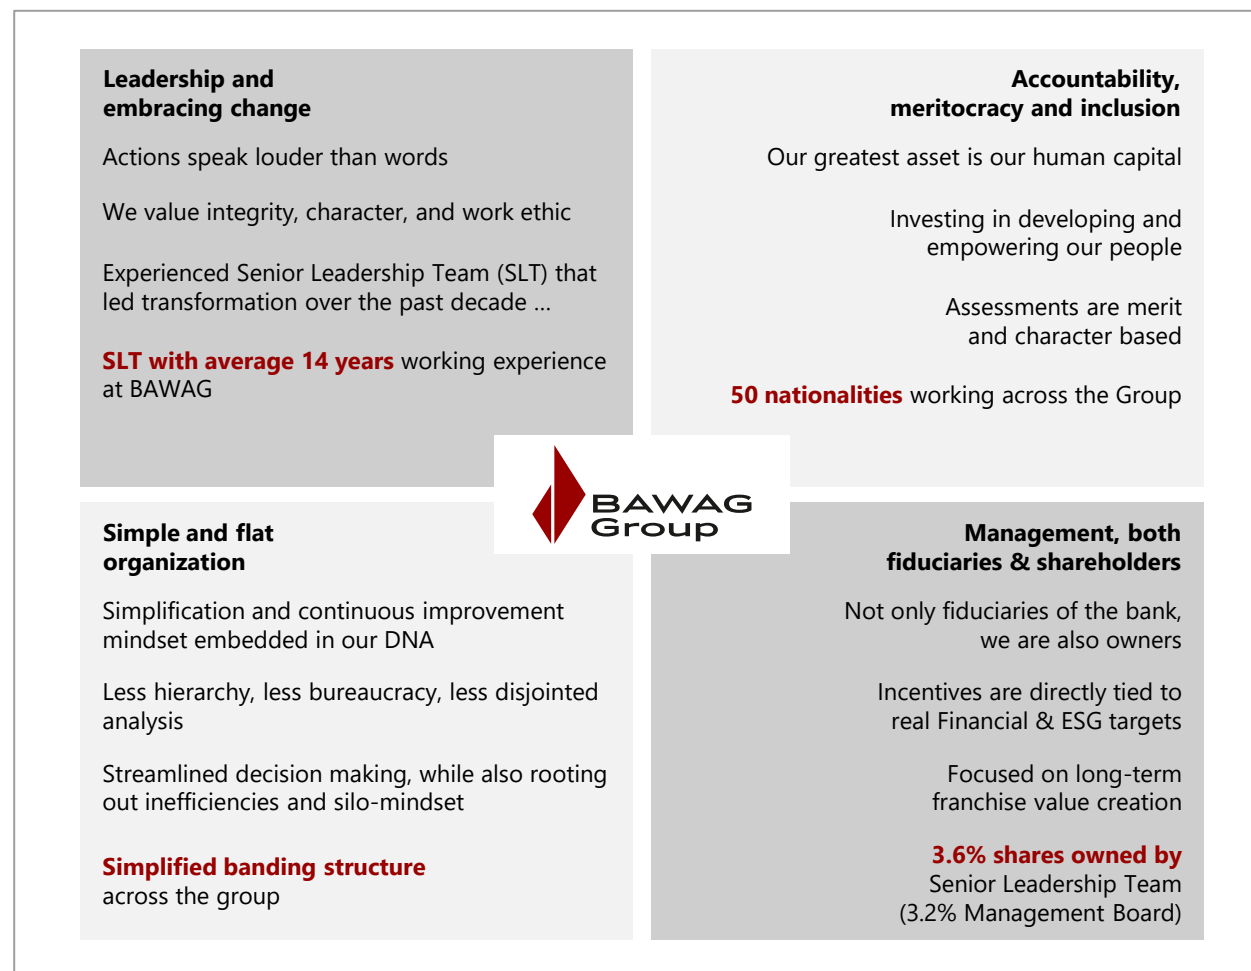 Leadership and
embracing change
Actions speak louder than words
We value integrity, character, and work ethic
Experienced Senior Leadership Team (SLT) that
led transformation over the past decade ...
SLT with average 14 years working experience
at BAWAG
Accountability,
meritocracy and inclusion
Our greatest asset is our human capital
Investing in developing and
empowering our people
Assessments are merit
and character based
50 nationalities working across the Group
BAWAG
Group
Simple and flat
organization
Simplification and continuous improvement
mindset embedded in our DNA
Less hierarchy, less bureaucracy, less disjointed
analysis
Streamlined decision making, while also rooting
out inefficiencies and silo-mindset
Simplified banding structure
across the group
Management, both
fiduciaries & shareholders
Not only fiduciaries of the bank,
we are also owners
Incentives are directly tied to
real Financial & ESG targets
Focused on long-term
franchise value creation
3.6% shares owned by
Senior Leadership Team
(3.2% Management Board)